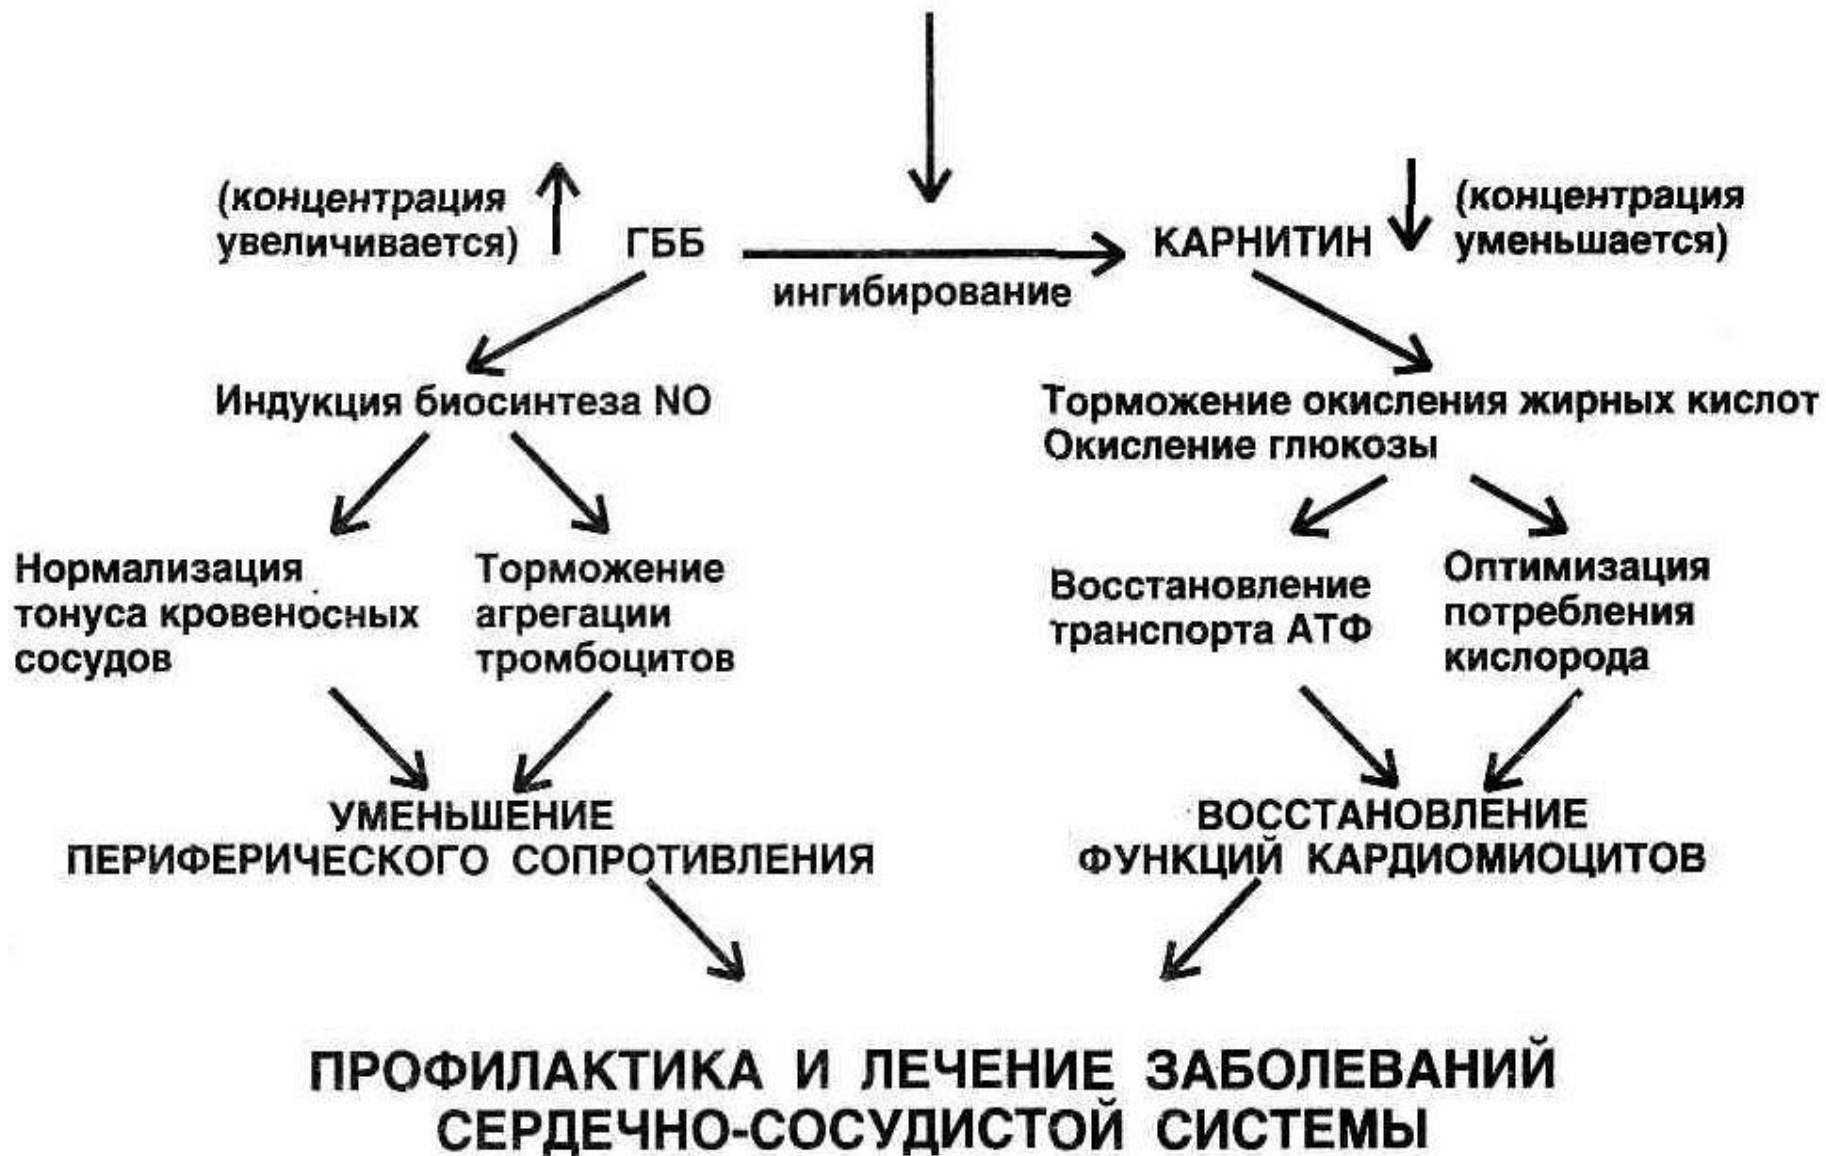 (концентрация
увеличивается)
ГББ
ингибирование
КАРНИТИН
(концентрация
уменьшается)
Индукция биосинтеза NO
Торможение окисления жирных кислот
Окисление глюкозы
Нормализация
тонуса кровеносных
сосудов
Торможение
агрегации
тромбоцитов
Восстановление
транспорта АТФ
Оптимизация
потребления
кислорода
УМЕНЬШЕНИЕ
ПЕРИФЕРИЧЕСКОГО СОПРОТИВЛЕНИЯ
ВОССТАНОВЛЕНИЕ
ФУНКЦИЙ КАРДИОМИОЦИТОВ
ПРОФИЛАКТИКА И ЛЕЧЕНИЕ ЗАБОЛЕВАНИЙ
СЕРДЕЧНО-СОСУДИСТОЙ СИСТЕМЫ